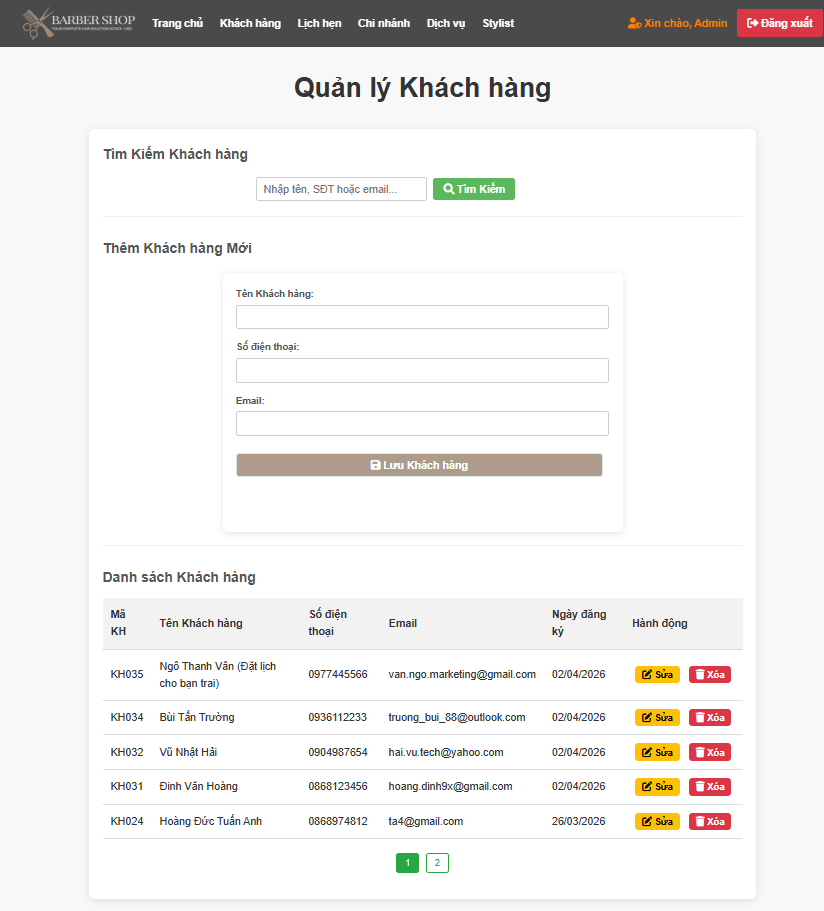 BARBER SHOP
Trang chủ Khách hàng Lịch hẹn Chi nhánh Dịch vụ Stylist
Xin chào, Admin Đăng xuất
Quản lý Khách hàng
Tìm Kiếm Khách hàng
Nhập tên, SĐT hoặc email... Tìm Kiếm
Thêm Khách hàng Mới
Tên Khách hàng:
Số điện thoại:
Email:
Lưu Khách hàng
Danh sách Khách hàng
Mã KH Tên Khách hàng Số điện thoại Email Ngày đăng ký Hành động
KH035 Ngô Thanh Vân (Đặt lịch cho bạn trai) 0977445566 van.ngo.marketing@gmail.com 02/04/2026 Sửa Xóa
KH034 Bùi Tấn Trường 0936112233 truong_bui_88@outlook.com 02/04/2026 Sửa Xóa
KH032 Vũ Nhật Hải 0904987654 hai.vu.tech@yahoo.com 02/04/2026 Sửa Xóa
KH031 Đinh Văn Hoàng 0868123456 hoang.dinh9x@gmail.com 02/04/2026 Sửa Xóa
KH024 Hoàng Đức Tuấn Anh 0868974812 ta4@gmail.com 26/03/2026 Sửa Xóa
1 2